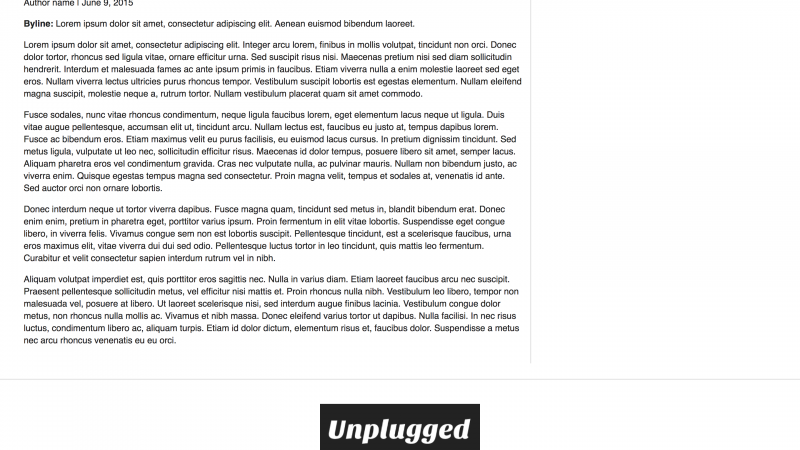 Author name | June 9, 2015
Byline: Lorem ipsum dolor sit amet, consectetur adipiscing elit. Aenean euismod bibendum laoreet.
Lorem ipsum dolor sit amet, consectetur adipiscing elit. Integer arcu lorem, finibus in mollis volutpat, tincidunt non orci. Donec
dolor tortor, rhoncus sed ligula vitae, ornare efficitur urna. Sed suscipit risus nisi. Maecenas pretium nisi sed diam sollicitudin
hendrerit. Interdum et malesuada fames ac ante ipsum primis in faucibus. Etiam viverra nulla a enim molestie laoreet sed eget
eros. Nullam viverra lectus ultricies purus rhoncus tempor. Vestibulum suscipit lobortis est egestas elementum. Nullam eleifend
magna suscipit, molestie neque a, rutrum tortor. Nullam vestibulum placerat quam sit amet commodo.
Fusce sodales, nunc vitae rhoncus condimentum, neque ligula faucibus lorem, eget elementum lacus neque ut ligula. Duis
vitae augue pellentesque, accumsan elit ut, tincidunt arcu. Nullam lectus est, faucibus eu justo at, tempus dapibus lorem.
Fusce ac bibendum eros. Etiam maximus velit eu purus facilisis, eu euismod lacus cursus. In pretium dignissim tincidunt. Sed
metus ligula, vulputate ut leo nec, sollicitudin efficitur risus. Maecenas id dolor tempus, posuere libero sit amet, semper lacus.
Aliquam pharetra eros vel condimentum gravida. Cras nec vulputate nulla, ac pulvinar mauris. Nullam non bibendum justo, ac
viverra enim. Quisque egestas tempus magna sed consectetur. Proin magna velit, tempus et sodales at, venenatis id ante.
Sed auctor orci non ornare lobortis.
Donec interdum neque ut tortor viverra dapibus. Fusce magna quam, tincidunt sed metus in, blandit bibendum erat. Donec
enim enim, pretium in pharetra eget, porttitor varius ipsum. Proin fermentum in elit vitae lobortis. Suspendisse eget congue
libero, in viverra felis. Vivamus congue sem non est lobortis suscipit. Pellentesque tincidunt, est a scelerisque faucibus, urna
eros maximus elit, vitae viverra dui dui sed odio. Pellentesque luctus tortor in leo tincidunt, quis mattis leo fermentum.
Curabitur et velit consectetur sapien interdum rutrum vel in nibh.
Aliquam volutpat imperdiet est, quis porttitor eros sagittis nec. Nulla in varius diam. Etiam laoreet faucibus arcu nec suscipit.
Praesent pellentesque sollicitudin metus, vel efficitur nisi mattis et. Proin rhoncus nulla nibh. Vestibulum leo libero, tempor non
malesuada vel, posuere at libero. Ut laoreet scelerisque nisi, sed interdum augue finibus lacinia. Vestibulum congue dolor
metus, non rhoncus nulla mollis ac. Vivamus et nibh massa. Donec eleifend varius tortor ut dapibus. Nulla facilisi. In nec risus
luctus, condimentum libero ac, aliquam turpis. Etiam id dolor dictum, elementum risus et, faucibus dolor. Suspendisse a metus
nec arcu rhoncus venenatis eu eu orci.
Unplugged